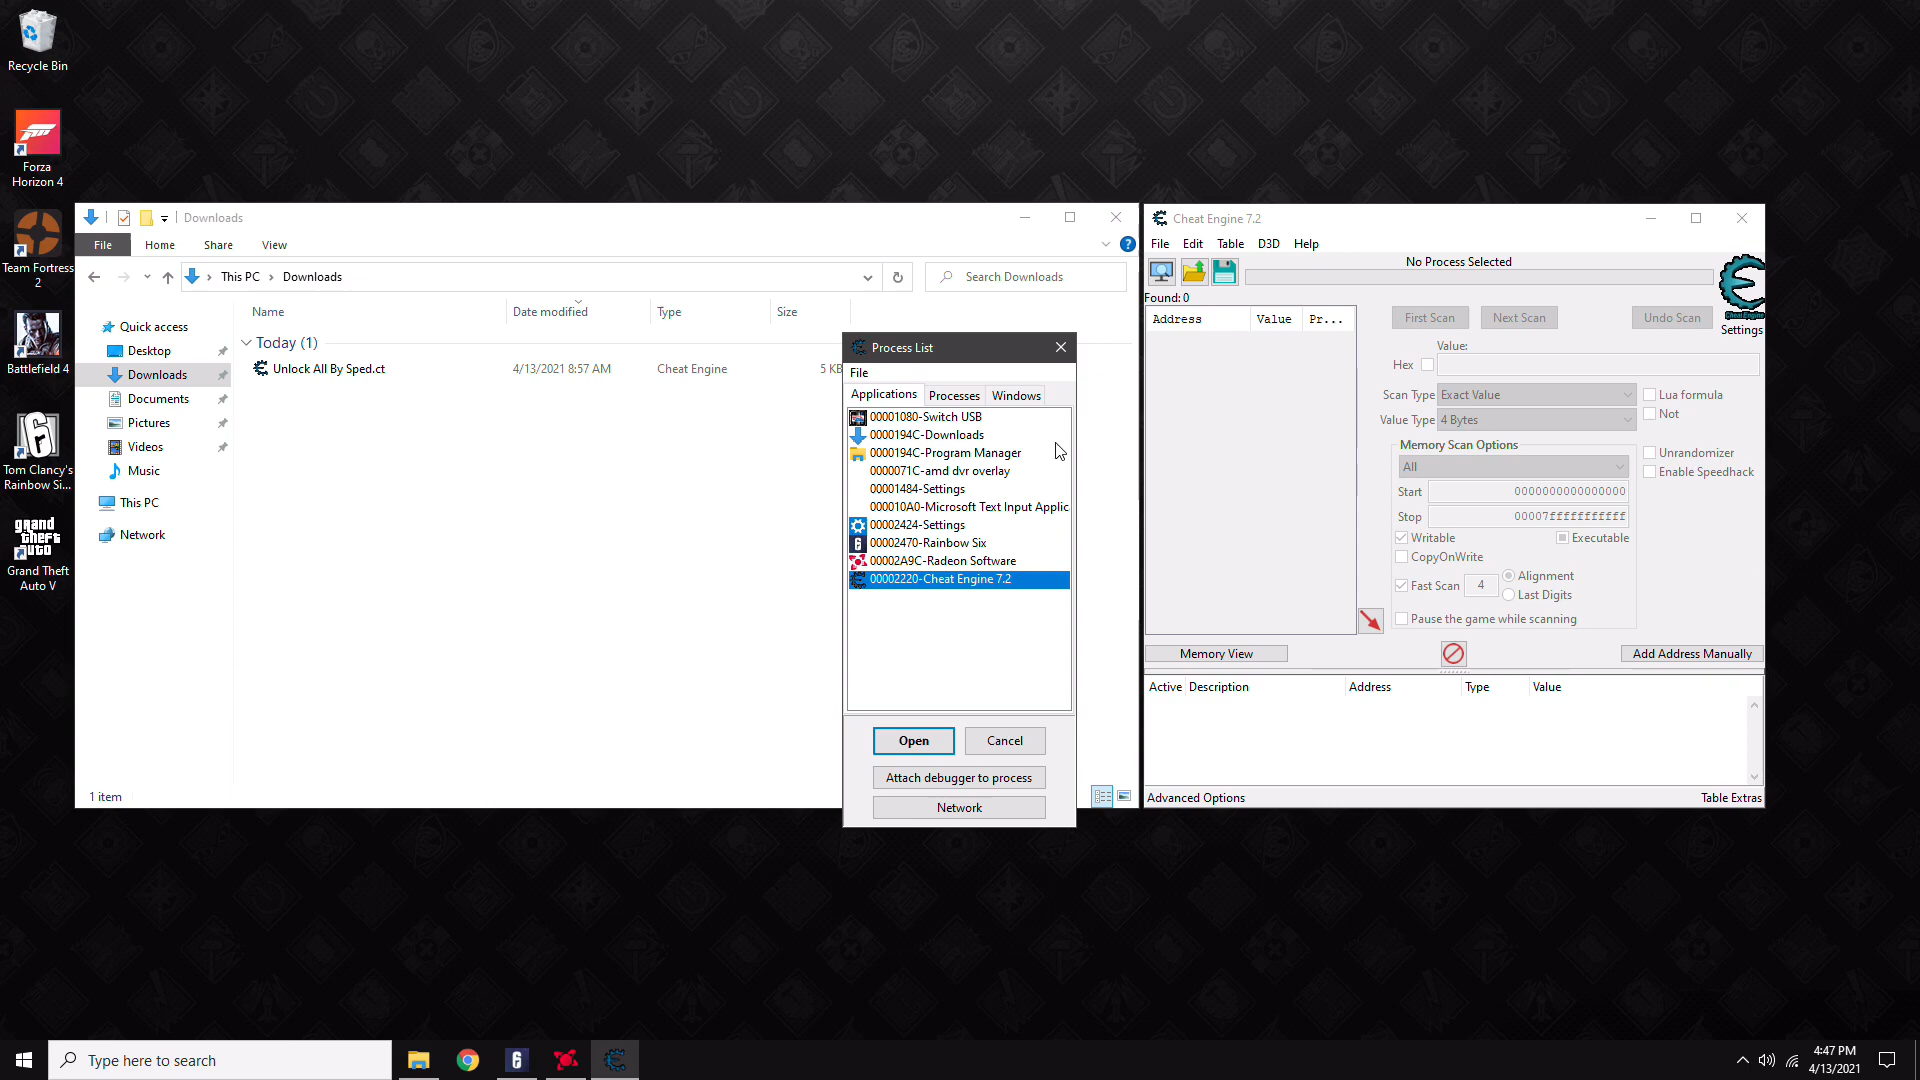 Recycle Bin
Forza
Horizon 4
Team Fortress
2
Battlefield 4
Tom Clancy's
Rainbow Si...
grand
theft
auto
Grand Theft
Auto V
Downloads
File Home Share View
This PC > Downloads
Search Downloads
Name Date modified Type Size
Quick access
Desktop
Downloads
Documents
Pictures
Videos
Music
This PC
Network
Today (1)
Unlock All By Sped.ct 4/13/2021 8:57 AM Cheat Engine 5 KB
1 item
Process List
File
Applications Processes Windows
00001080-Switch USB
0000194C-Downloads
0000194C-Program Manager
0000071C-amd dvr overlay
00001484-Settings
000010A0-Microsoft Text Input Applic
00002424-Settings
00002470-Rainbow Six
00002A9C-Radeon Software
00002220-Cheat Engine 7.2
Open Cancel
Attach debugger to process
Network
Cheat Engine 7.2
File Edit Table D3D Help
No Process Selected
Found: 0
Address Value Pr...
First Scan Next Scan Undo Scan
Cheat Engine
Settings
Value:
Hex
Scan Type Exact Value Lua formula
Value Type 4 Bytes Not
Memory Scan Options
All
Unrandomizer
Enable Speedhack
Start 0000000000000000
Stop 00007fffffffffff
Writable Executable
CopyOnWrite
Fast Scan 4 Alignment
Last Digits
Pause the game while scanning
Memory View Add Address Manually
Active Description Address Type Value
Advanced Options Table Extras
Type here to search
4:47 PM
4/13/2021